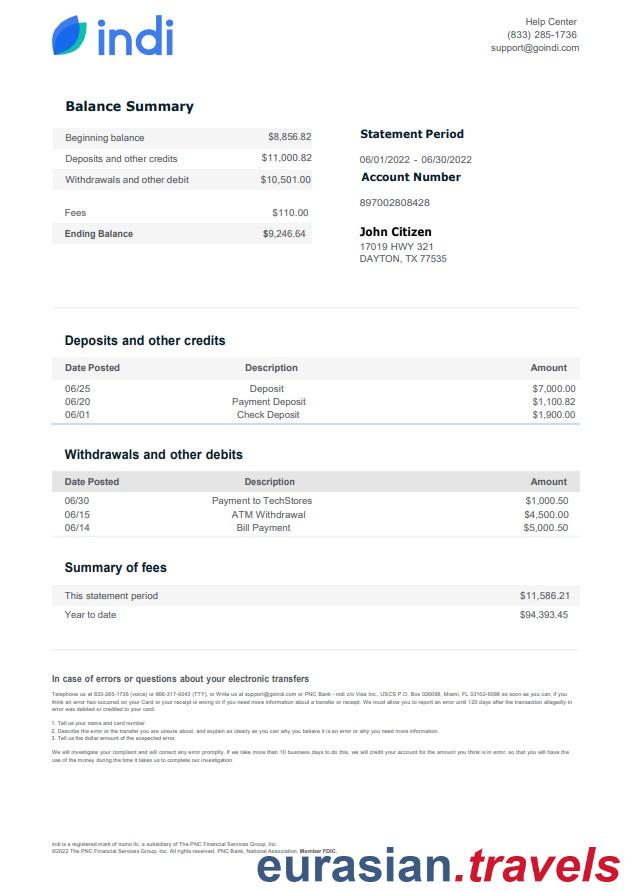 indi
Help Center
(833) 285-1736
support@goindi.com
Balance Summary
Beginning balance $8,856.82
Deposits and other credits $11,000.82
Withdrawals and other debit $10,501.00
Fees $110.00
Ending Balance $9,246.64
Statement Period
06/01/2022 - 06/30/2022
Account Number
897002808428
John Citizen
17019 HWY 321
DAYTON, TX 77535
Deposits and other credits
Date Posted Description Amount
06/25 Deposit $7,000.00
06/20 Payment Deposit $1,100.82
06/01 Check Deposit $1,900.00
Withdrawals and other debits
Date Posted Description Amount
06/30 Payment to TechStores $1,000.50
06/15 ATM Withdrawal $4,500.00
06/14 Bill Payment $5,000.50
Summary of fees
This statement period $11,586.21
Year to date $94,393.45
In case of errors or questions about your electronic transfers
Telephone us at 833-285-1736 (voice) or 866-317-9343 (TTY), or Write us at support@goindi.com or PNC Bank - indi c/o Visa Inc., USCS P.O. Box 026098, Miami, FL 33102-6098 as soon as you can, if you
think an error has occurred on your Card or your receipt is wrong or if you need more information about a transfer or receipt. We must allow you to report an error until 120 days after the transaction allegedly in
error was debited or credited to your card.
1. Tell us your name and card number
2. Describe the error or the transfer you are unsure about, and explain as clearly as you can why you believe it is an error or why you need more information.
3. Tell us the dollar amount of the suspected error.
We will investigate your complaint and will correct any error promptly. If we take more than 10 business days to do this, we will credit your account for the amount you think is in error, so that you will have the
use of the money during the time it takes us to complete our investigation.
indi is a registered mark of numo llc, a subsidiary of The PNC Financial Services Group, Inc.
©2022 The PNC Financial Services Group, Inc. All rights reserved. PNC Bank, National Association. Member FDIC.
eurasian.travels